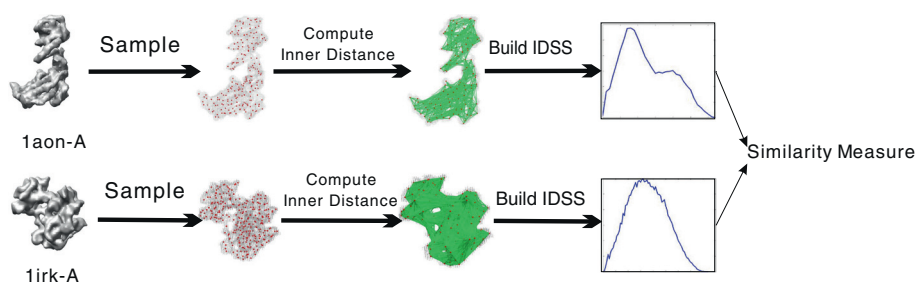 Sample
Compute
Inner Distance
Build IDSS
1aon-A
Similarity Measure
Sample
Compute
Inner Distance
Build IDSS
1irk-A